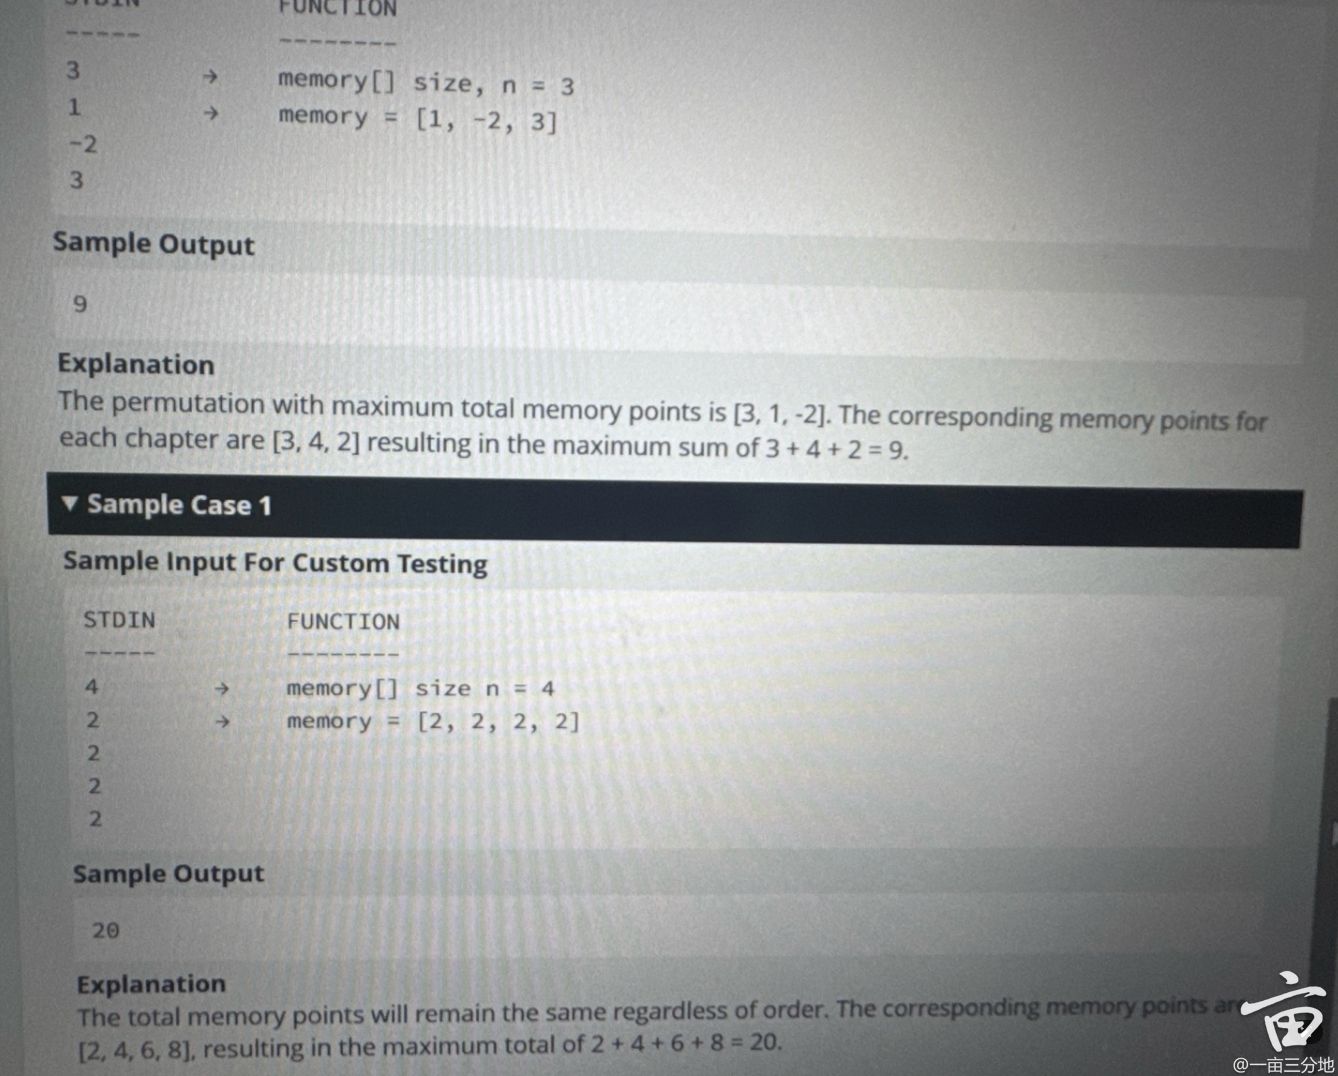 STDIN FUNCTION
----- --------
3 → memory[] size, n = 3
1 → memory = [1, -2, 3]
-2
3
Sample Output
9
Explanation
The permutation with maximum total memory points is [3, 1, -2]. The corresponding memory points for
each chapter are [3, 4, 2] resulting in the maximum sum of 3 + 4 + 2 = 9.
▼ Sample Case 1
Sample Input For Custom Testing
STDIN FUNCTION
----- --------
4 → memory[] size n = 4
2 → memory = [2, 2, 2, 2]
2
2
2
Sample Output
20
Explanation
The total memory points will remain the same regardless of order. The corresponding memory points are
[2, 4, 6, 8], resulting in the maximum total of 2 + 4 + 6 + 8 = 20.
亩
@一亩三分地